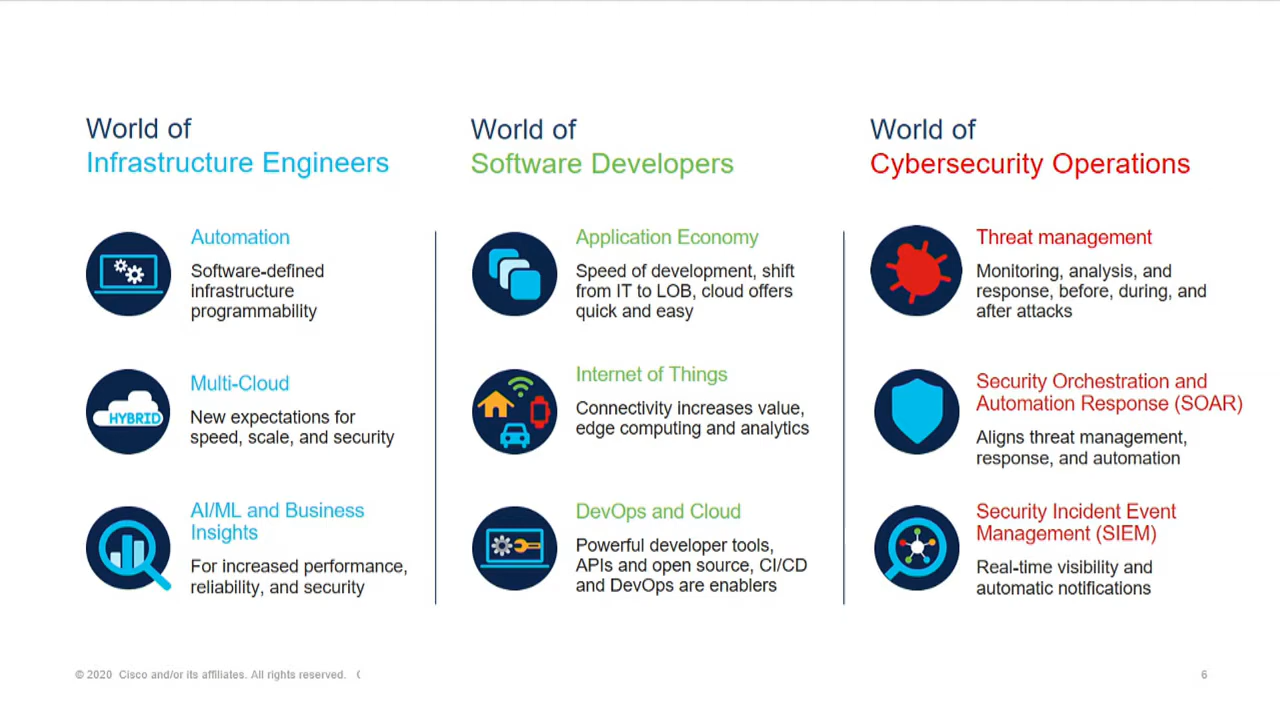 World of
Infrastructure Engineers
Automation
Software-defined
infrastructure
programmability
Multi-Cloud
HYBRID
New expectations for
speed, scale, and security
AI/ML and Business
Insights
For increased performance,
reliability, and security
World of
Software Developers
Application Economy
Speed of development, shift
from IT to LOB, cloud offers
quick and easy
Internet of Things
Connectivity increases value,
edge computing and analytics
DevOps and Cloud
Powerful developer tools,
APIs and open source, CI/CD
and DevOps are enablers
World of
Cybersecurity Operations
Threat management
Monitoring, analysis, and
response, before, during, and
after attacks
Security Orchestration and
Automation Response (SOAR)
Aligns threat management,
response, and automation
Security Incident Event
Management (SIEM)
Real-time visibility and
automatic notifications
© 2020 Cisco and/or its affiliates. All rights reserved.
6